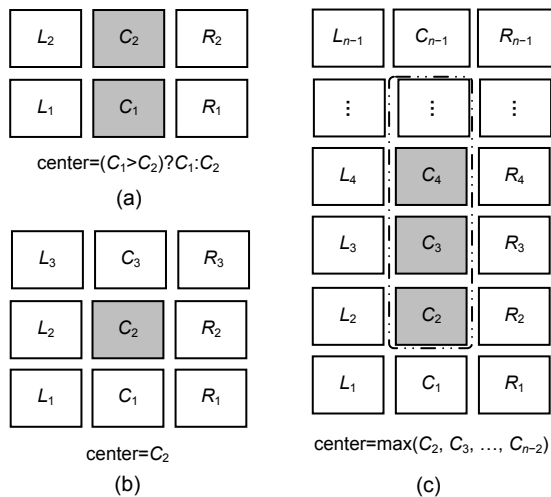 L₂ C₂ R₂
L₁ C₁ R₁
center=(C₁>C₂)?C₁:C₂
(a)
L₃ C₃ R₃
L₂ C₂ R₂
L₁ C₁ R₁
center=C₂
(b)
Lₙ₋₁ Cₙ₋₁ Rₙ₋₁
⋮ ⋮ ⋮
L₄ C₄ R₄
L₃ C₃ R₃
L₂ C₂ R₂
L₁ C₁ R₁
center=max(C₂, C₃, …, Cₙ₋₂)
(c)